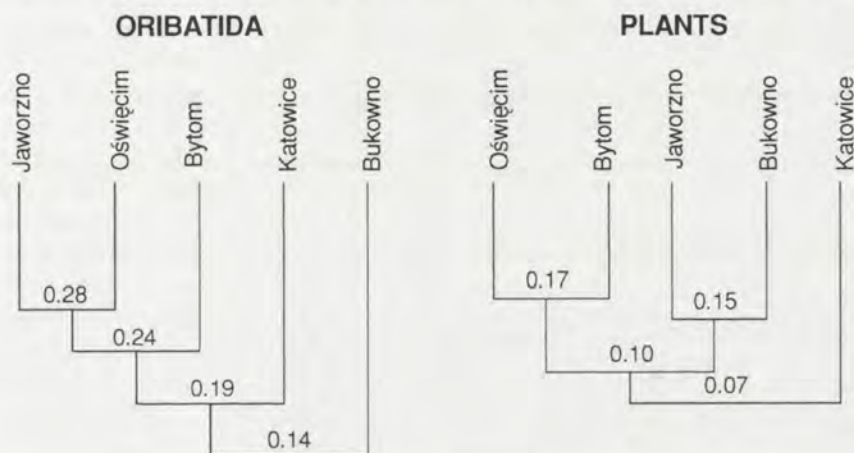 ORIBATIDA
Jaworzno
Oświęcim
Bytom
Katowice
Bukowno
0.28
0.24
0.19
0.14
PLANTS
Oświęcim
Bytom
Jaworzno
Bukowno
Katowice
0.17
0.15
0.10
0.07